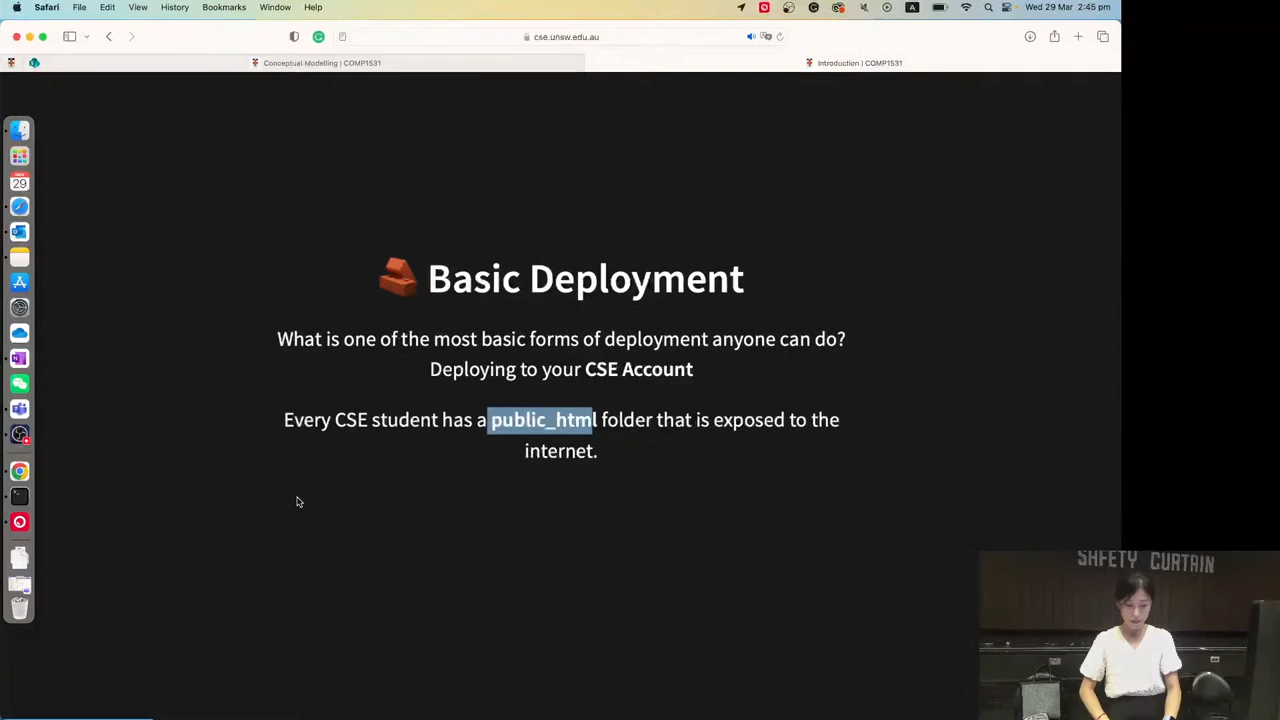 Safari File Edit View History Bookmarks Window Help
A
Wed 29 Mar 2:45 pm
cse.unsw.edu.au
Conceptual Modelling | COMP1531
Introduction | COMP1531
29
Basic Deployment
What is one of the most basic forms of deployment anyone can do?
Deploying to your CSE Account
Every CSE student has a public_html folder that is exposed to the
internet.
SAFETY CURTAIN